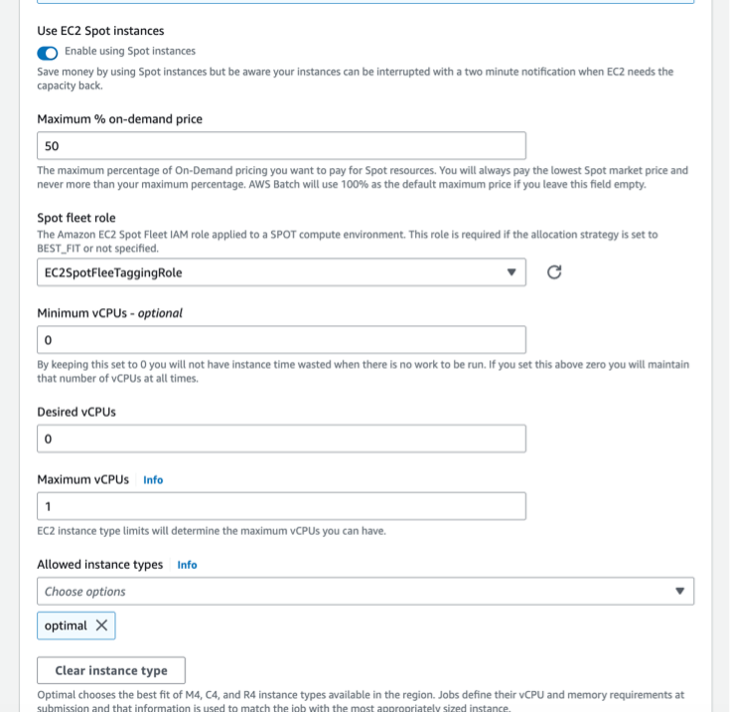 Use EC2 Spot instances
Enable using Spot instances
Save money by using Spot instances but be aware your instances can be interrupted with a two minute notification when EC2 needs the
capacity back.
Maximum % on-demand price
50
The maximum percentage of On-Demand pricing you want to pay for Spot resources. You will always pay the lowest Spot market price and
never more than your maximum percentage. AWS Batch will use 100% as the default maximum price if you leave this field empty.
Spot fleet role
The Amazon EC2 Spot Fleet IAM role applied to a SPOT compute environment. This role is required if the allocation strategy is set to
BEST_FIT or not specified.
EC2SpotFleeTaggingRole
Minimum vCPUs - optional
0
By keeping this set to 0 you will not have instance time wasted when there is no work to be run. If you set this above zero you will maintain
that number of vCPUs at all times.
Desired vCPUs
0
Maximum vCPUs Info
1
EC2 instance type limits will determine the maximum vCPUs you can have.
Allowed instance types Info
Choose options
optimal
Clear instance type
Optimal chooses the best fit of M4, C4, and R4 instance types available in the region. Jobs define their vCPU and memory requirements at
submission and that information is used to match the job with the most appropriately sized instance.